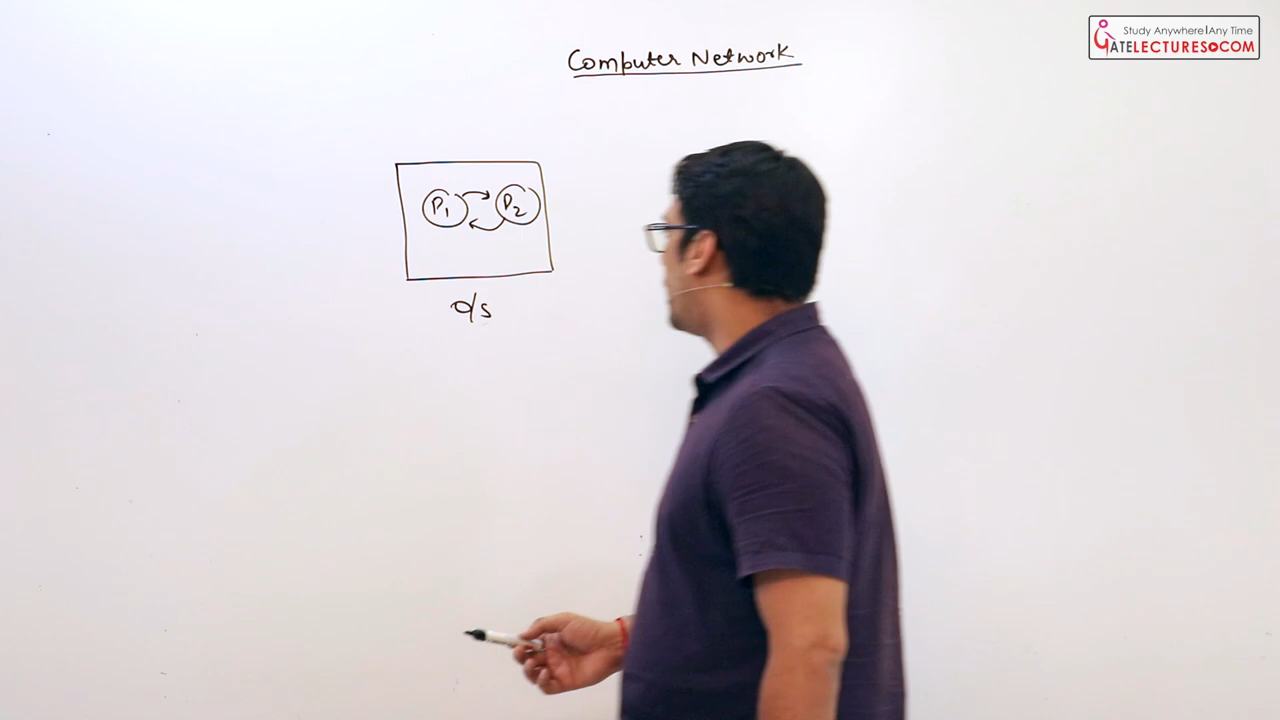 Study Anywhere | Any Time
GATELECTURES.COM
Computer Network
P1 P2
O/S